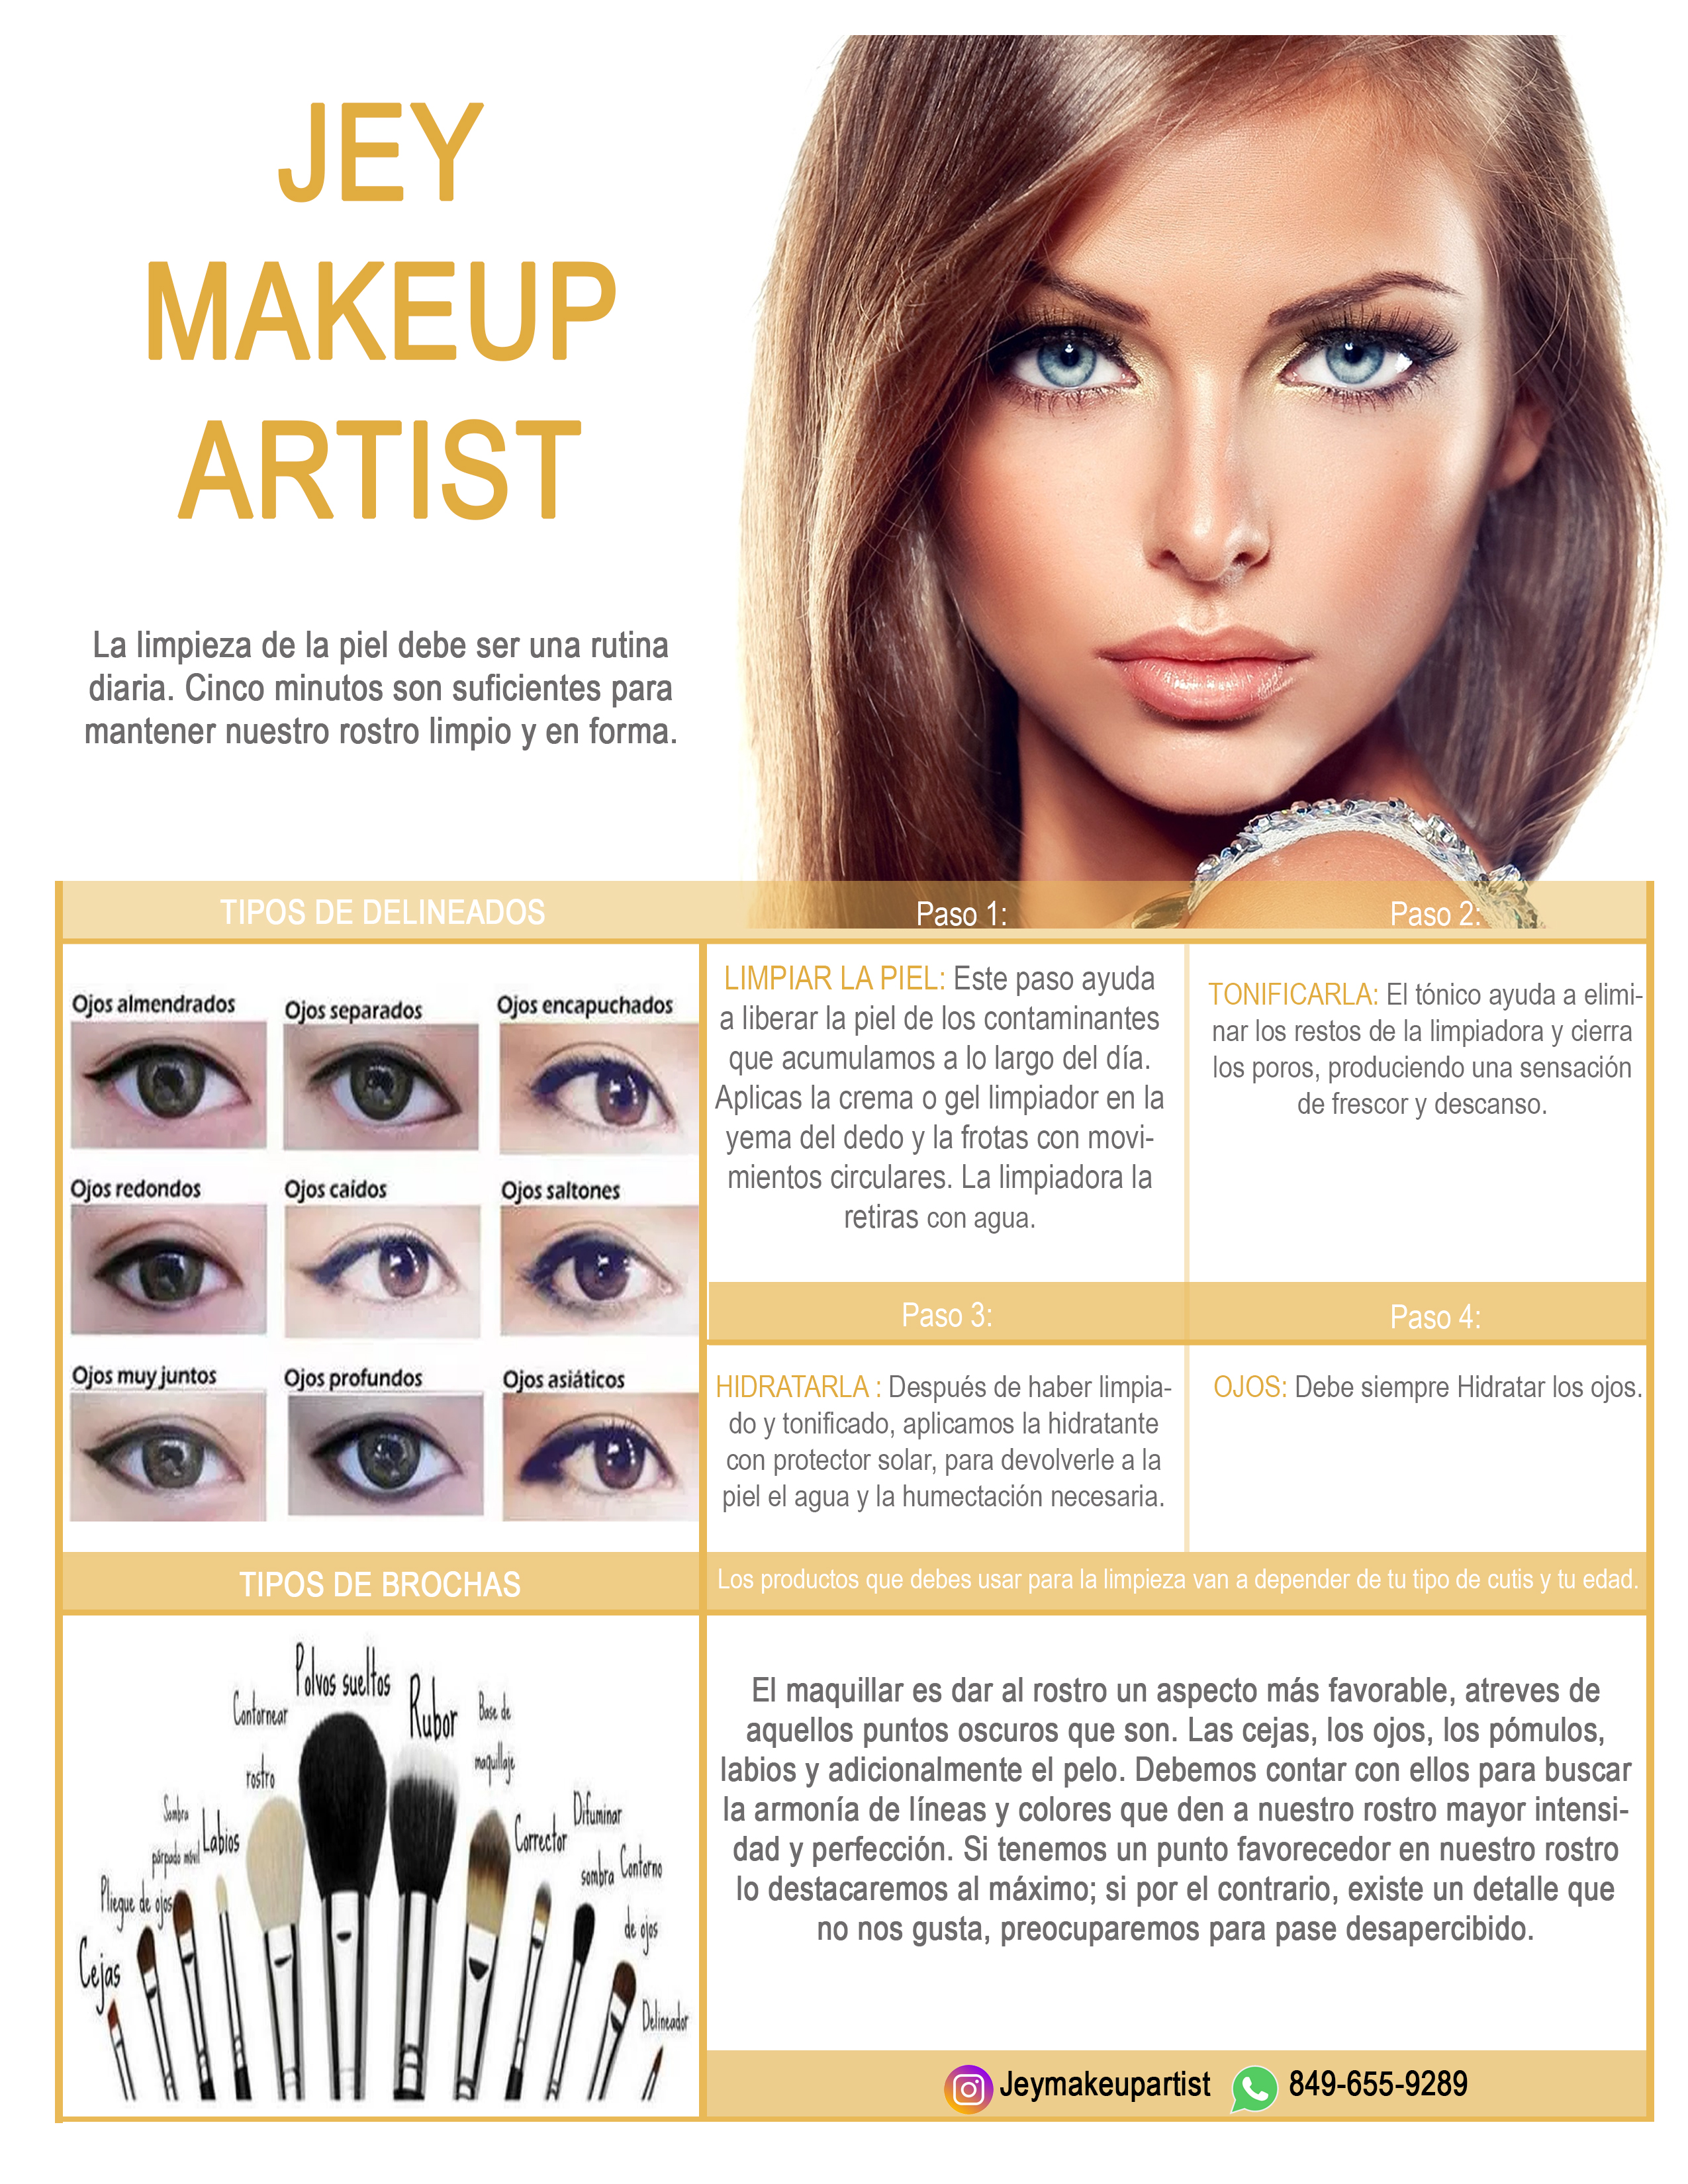 JEY
MAKEUP
ARTIST
La limpieza de la piel debe ser una rutina
diaria. Cinco minutos son suficientes para
mantener nuestro rostro limpio y en forma.
TIPOS DE DELINEADOS
Ojos almendrados
Ojos separados
Ojos encapuchados
Ojos redondos
Ojos caídos
Ojos saltones
Ojos muy juntos
Ojos profundos
Ojos asiáticos
Paso 1:
LIMPIAR LA PIEL: Este paso ayuda
a liberar la piel de los contaminantes
que acumulamos a lo largo del día.
Aplicas la crema o gel limpiador en la
yema del dedo y la frotas con movi-
mientos circulares. La limpiadora la
retiras con agua.
Paso 2:
TONIFICARLA: El tónico ayuda a elimi-
nar los restos de la limpiadora y cierra
los poros, produciendo una sensación
de frescor y descanso.
Paso 3:
HIDRATARLA : Después de haber limpia-
do y tonificado, aplicamos la hidratante
con protector solar, para devolverle a la
piel el agua y la humectación necesaria.
Paso 4:
OJOS: Debe siempre Hidratar los ojos.
TIPOS DE BROCHAS
Cejas
Pliegue de ojos
Sombra
párpado móvil
Labios
Contornear
rostro
Polvos sueltos
Rubor
Base de
maquillaje
Corrector
Difuminar
sombra
Contorno
de ojos
Delineador
Los productos que debes usar para la limpieza van a depender de tu tipo de cutis y tu edad.
El maquillar es dar al rostro un aspecto más favorable, atreves de
aquellos puntos oscuros que son. Las cejas, los ojos, los pómulos,
labios y adicionalmente el pelo. Debemos contar con ellos para buscar
la armonía de líneas y colores que den a nuestro rostro mayor intensi-
dad y perfección. Si tenemos un punto favorecedor en nuestro rostro
lo destacaremos al máximo; si por el contrario, existe un detalle que
no nos gusta, preocuparemos para pase desapercibido.
Jeymakeupartist
849-655-9289